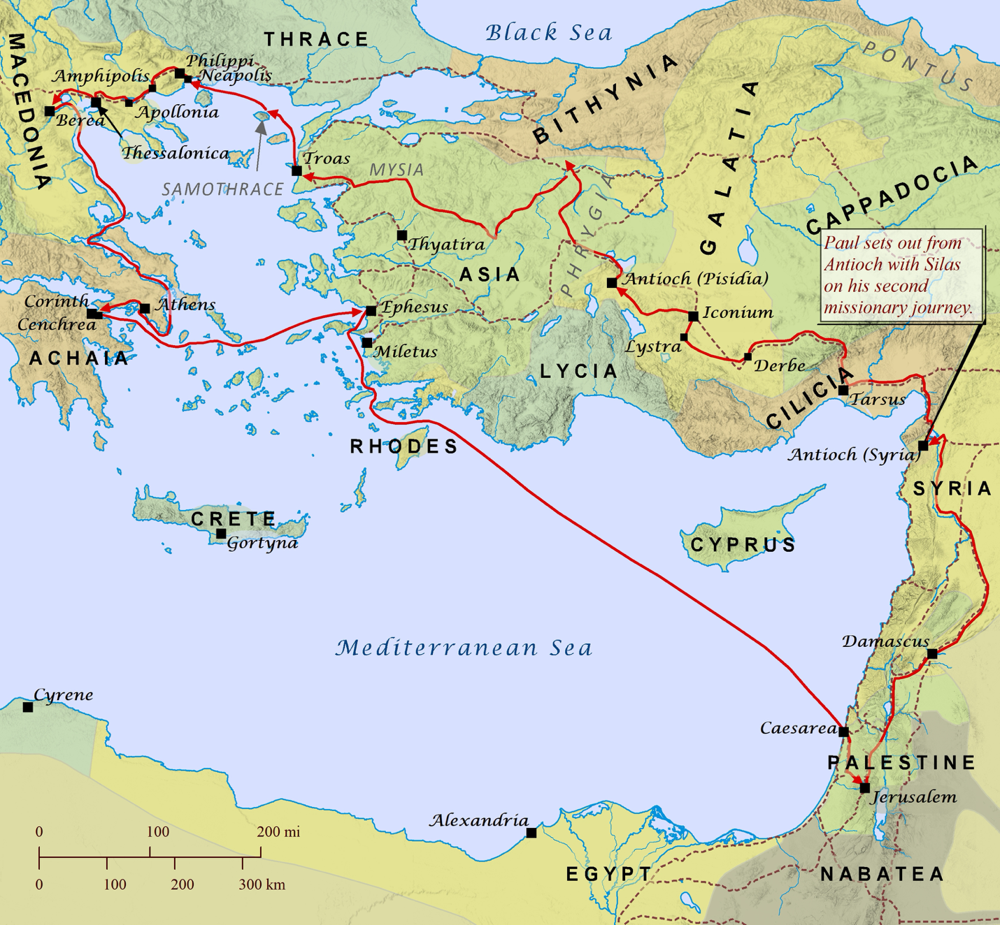 Black Sea
THRACE
MACEDONIA
BITHYNIA
PONTUS
Philippi
Neapolis
Amphipolis
Apollonia
Berea
Thessalonica
SAMOTHRACE
Troas
MYSIA
GALATIA
CAPPADOCIA
PHRYGIA
Thyatira
ASIA
Paul sets out from
Antioch with Silas
on his second
missionary journey.
Antioch (Pisidia)
Iconium
Lystra
Derbe
Corinth
Cenchrea
Athens
ACHAIA
Ephesus
Miletus
LYCIA
CILICIA
Tarsus
RHODES
Antioch (Syria)
SYRIA
CRETE
Gortyna
CYPRUS
Mediterranean Sea
Damascus
Cyrene
Caesarea
PALESTINE
Jerusalem
Alexandria
EGYPT
NABATEA
0 100 200 mi
0 100 200 300 km